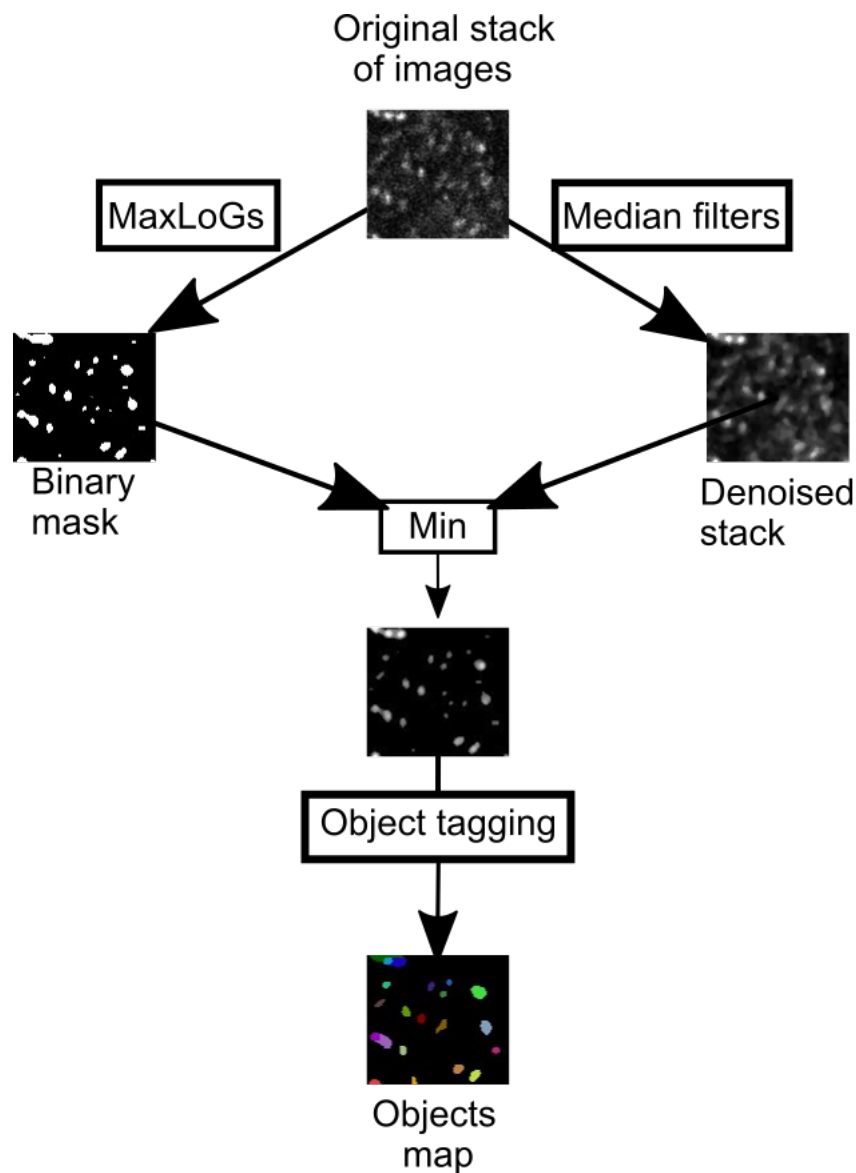 Original stack
of images
MaxLoGs
Median filters
Binary
mask
Denoised
stack
Min
Object tagging
Objects
map